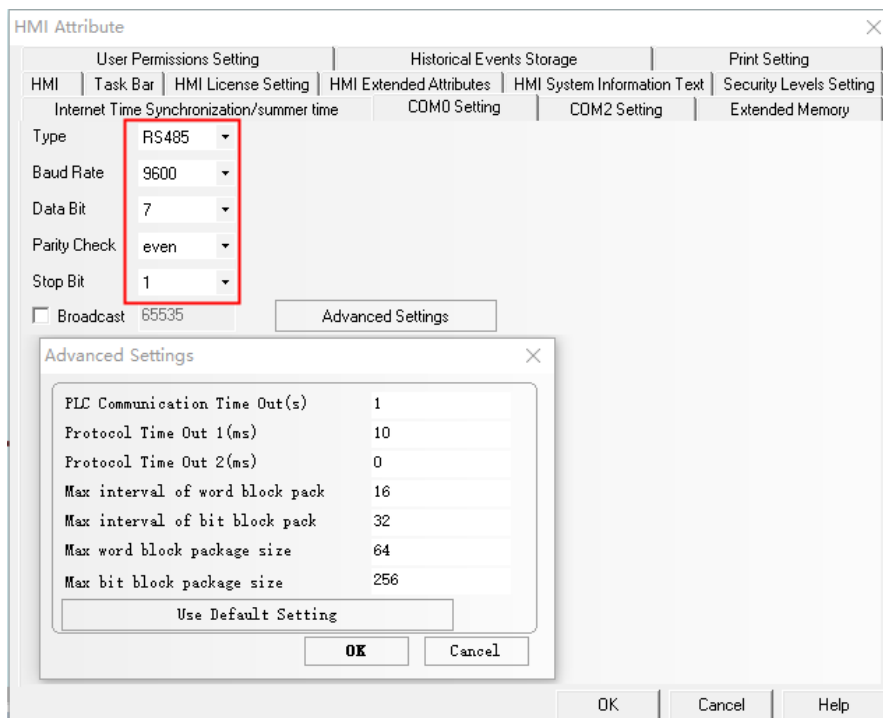 HMI Attribute
User Permissions Setting Historical Events Storage Print Setting
HMI Task Bar HMI License Setting HMI Extended Attributes HMI System Information Text Security Levels Setting
Internet Time Synchronization/summer time COM0 Setting COM2 Setting Extended Memory
Type RS485
Baud Rate 9600
Data Bit 7
Parity Check even
Stop Bit 1
Broadcast 65535 Advanced Settings
Advanced Settings
PLC Communication Time Out(s) 1
Protocol Time Out 1(ms) 10
Protocol Time Out 2(ms) 0
Max interval of word block pack 16
Max interval of bit block pack 32
Max word block package size 64
Max bit block package size 256
Use Default Setting
OK Cancel
OK Cancel Help